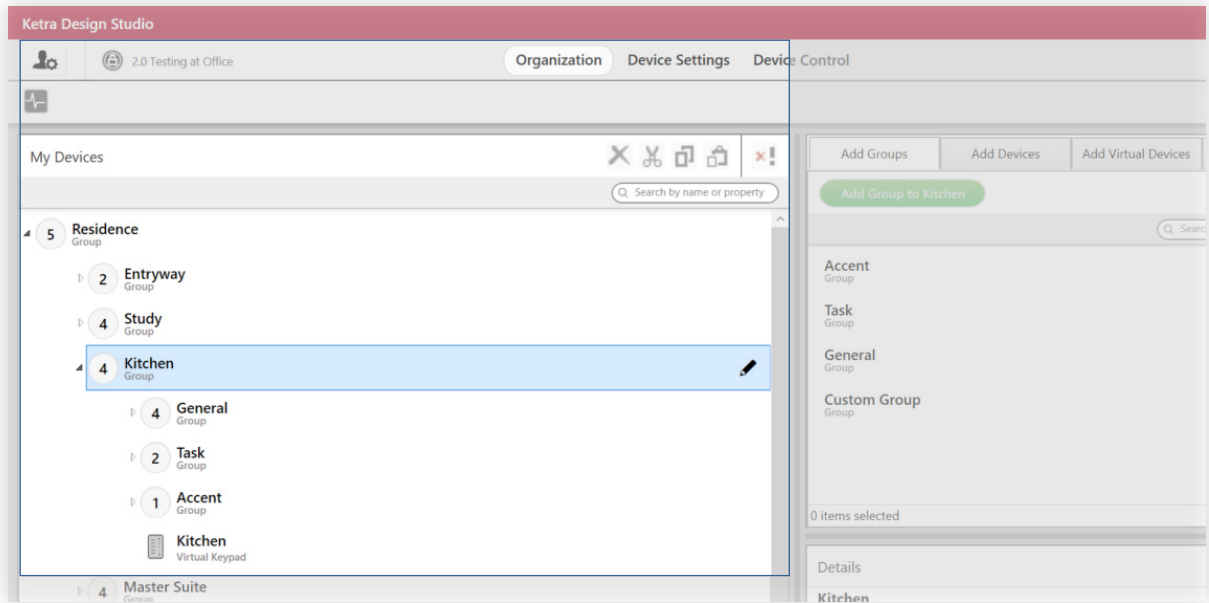 Ketra Design Studio
2.0 Testing at Office
Organization Device Settings Device Control
My Devices
Search by name or property
5 Residence
Group
2 Entryway
Group
4 Study
Group
4 Kitchen
Group
4 General
Group
2 Task
Group
1 Accent
Group
Kitchen
Virtual Keypad
4 Master Suite
Group
Add Groups Add Devices Add Virtual Devices
Add Group to Kitchen
Searc
Accent
Group
Task
Group
General
Group
Custom Group
Group
0 items selected
Details
Kitchen